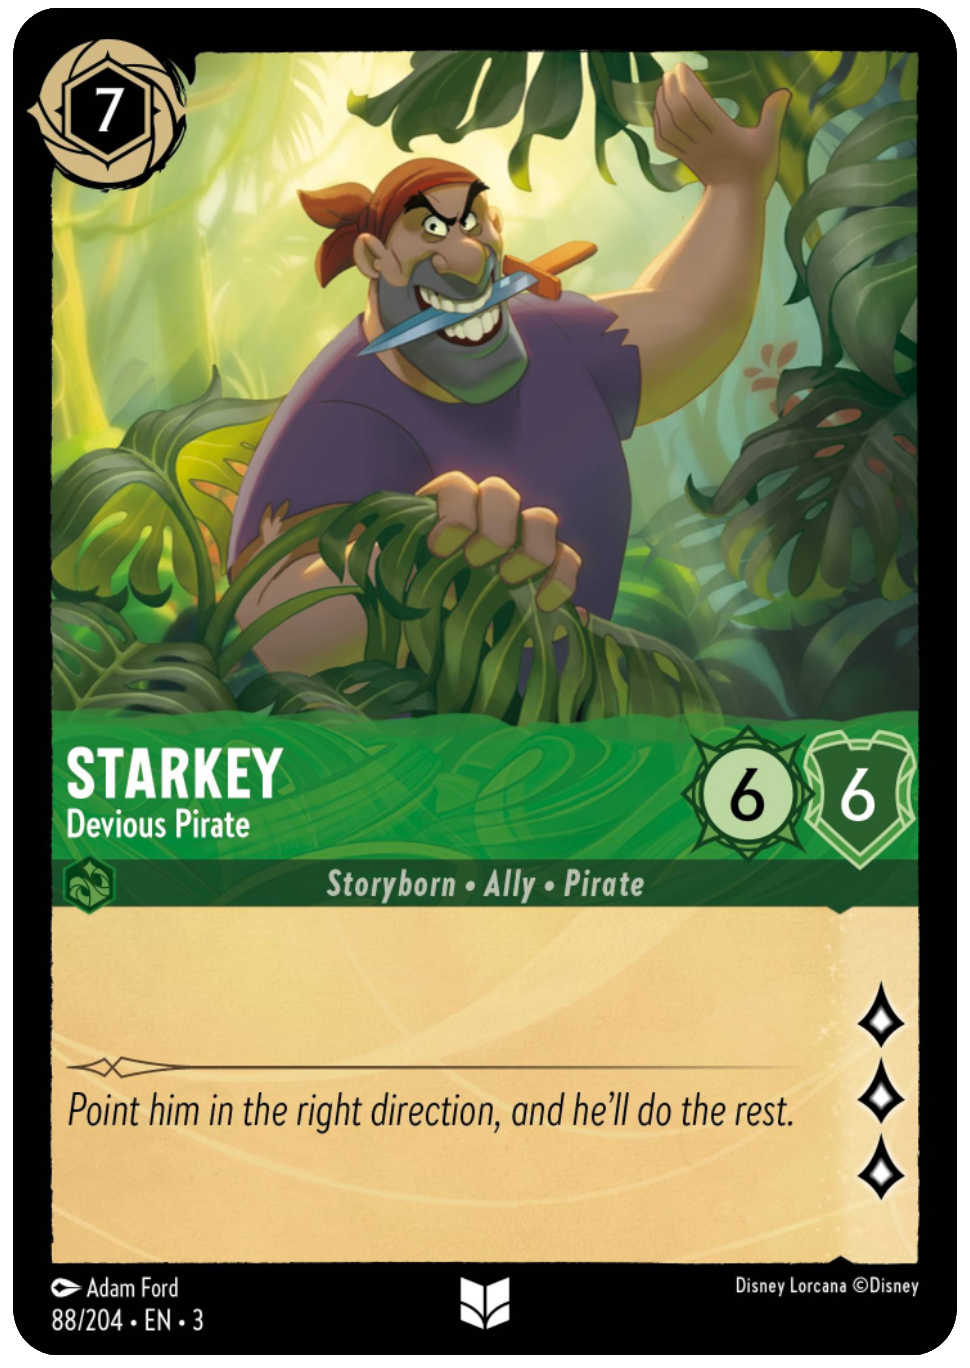 7
STARKEY
Devious Pirate
6
6
Storyborn • Ally • Pirate
Point him in the right direction, and he’ll do the rest.
Adam Ford
88/204 • EN • 3
Disney Lorcana ©Disney